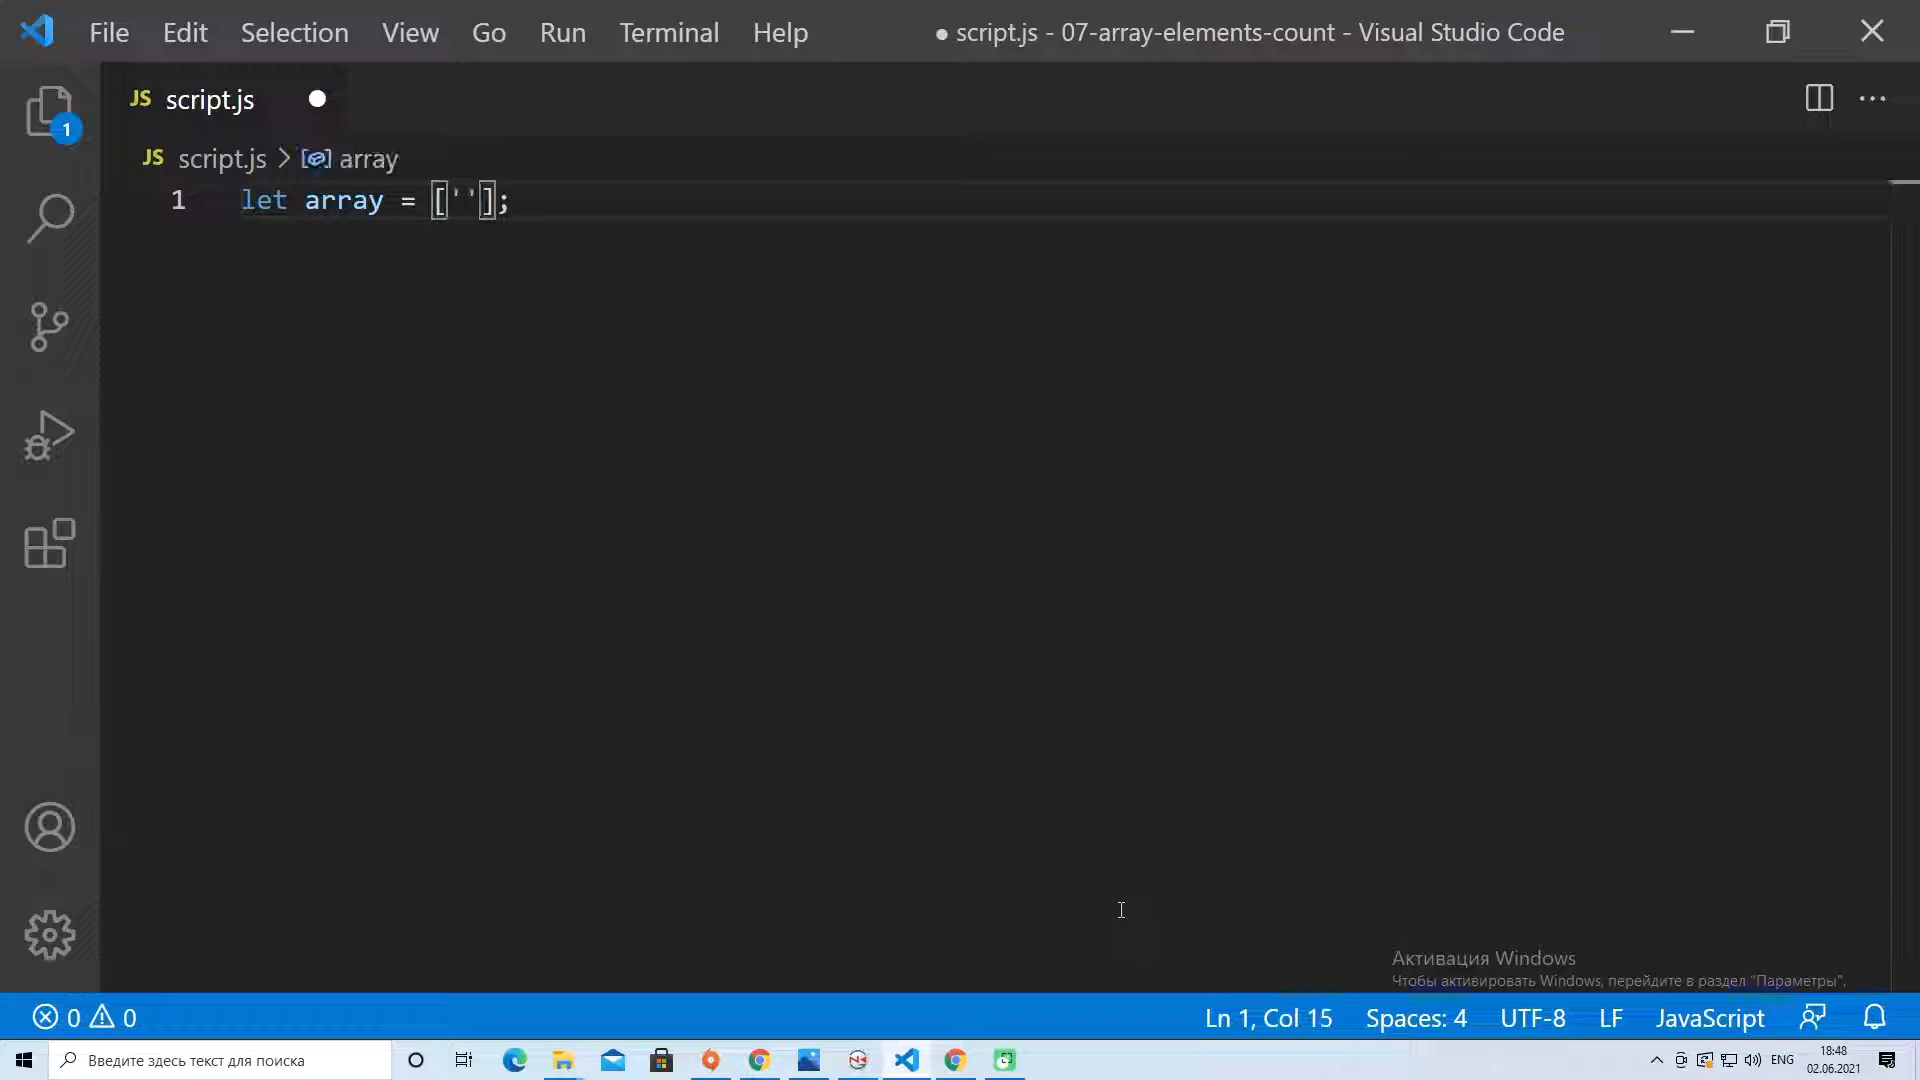 File Edit Selection View Go Run Terminal Help ● script.js - 07-array-elements-count - Visual Studio Code
JS script.js
1
JS script.js > array
1 let array = [''];
Активация Windows
Чтобы активировать Windows, перейдите в раздел "Параметры".
0 0 Ln 1, Col 15 Spaces: 4 UTF-8 LF JavaScript
Введите здесь текст для поиска
ENG
18:48
02.06.2021